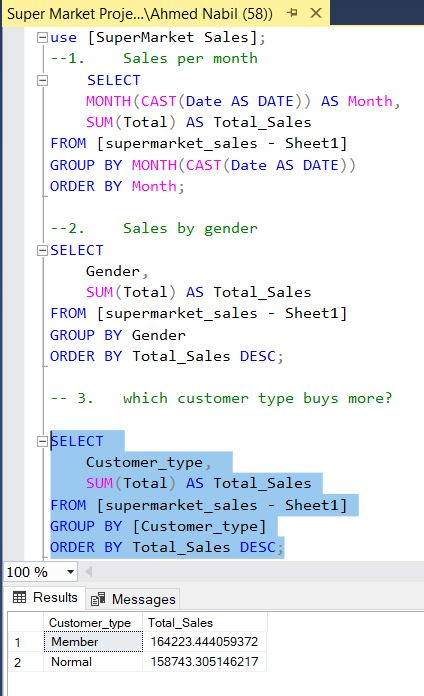 Super Market Proje...\Ahmed Nabil (58))
use [SuperMarket Sales];
--1. Sales per month
SELECT
MONTH(CAST(Date AS DATE)) AS Month,
SUM(Total) AS Total_Sales
FROM [supermarket_sales - Sheet1]
GROUP BY MONTH(CAST(Date AS DATE))
ORDER BY Month;
--2. Sales by gender
SELECT
Gender,
SUM(Total) AS Total_Sales
FROM [supermarket_sales - Sheet1]
GROUP BY Gender
ORDER BY Total_Sales DESC;
-- 3. which customer type buys more?
SELECT
Customer_type,
SUM(Total) AS Total_Sales
FROM [supermarket_sales - Sheet1]
GROUP BY [Customer_type]
ORDER BY Total_Sales DESC;
100 %
Results Messages
Customer_type Total_Sales
1 Member 164223.444059372
2 Normal 158743.305146217